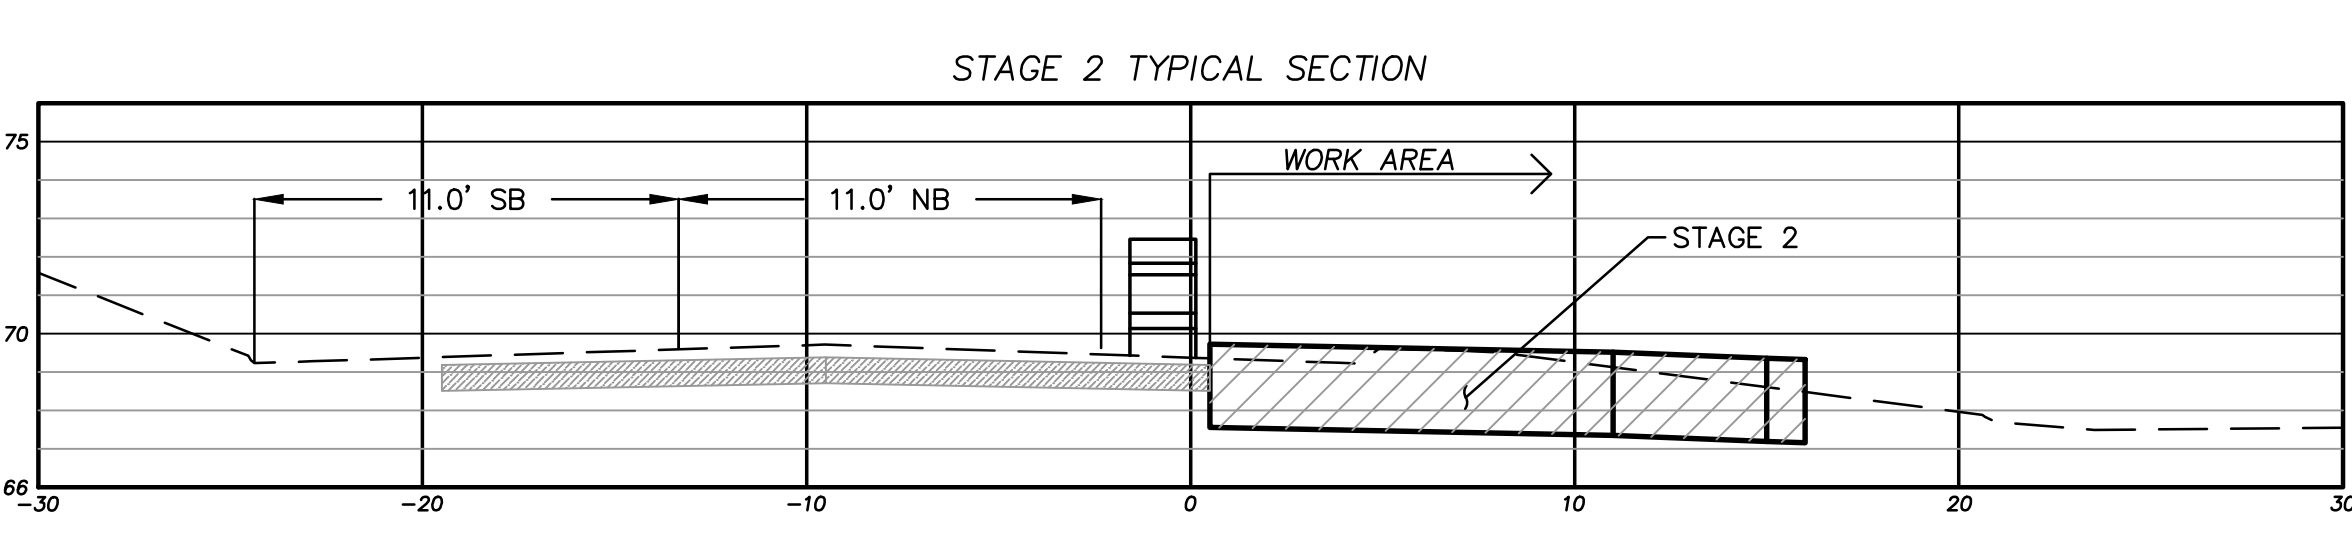 STAGE 2 TYPICAL SECTION
75
WORK AREA
11.0' SB
11.0' NB
STAGE 2
70
66
-30
-20
-10
0
10
20
30